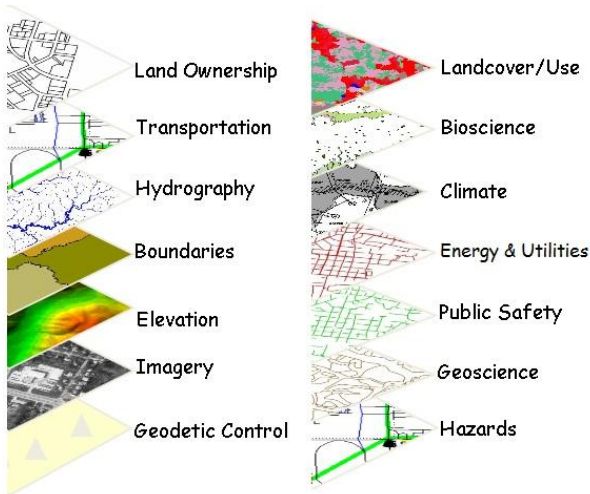 Land Ownership
Transportation
Hydrography
Boundaries
Elevation
Imagery
Geodetic Control
Landcover/Use
Bioscience
Climate
Energy & Utilities
Public Safety
Geoscience
Hazards